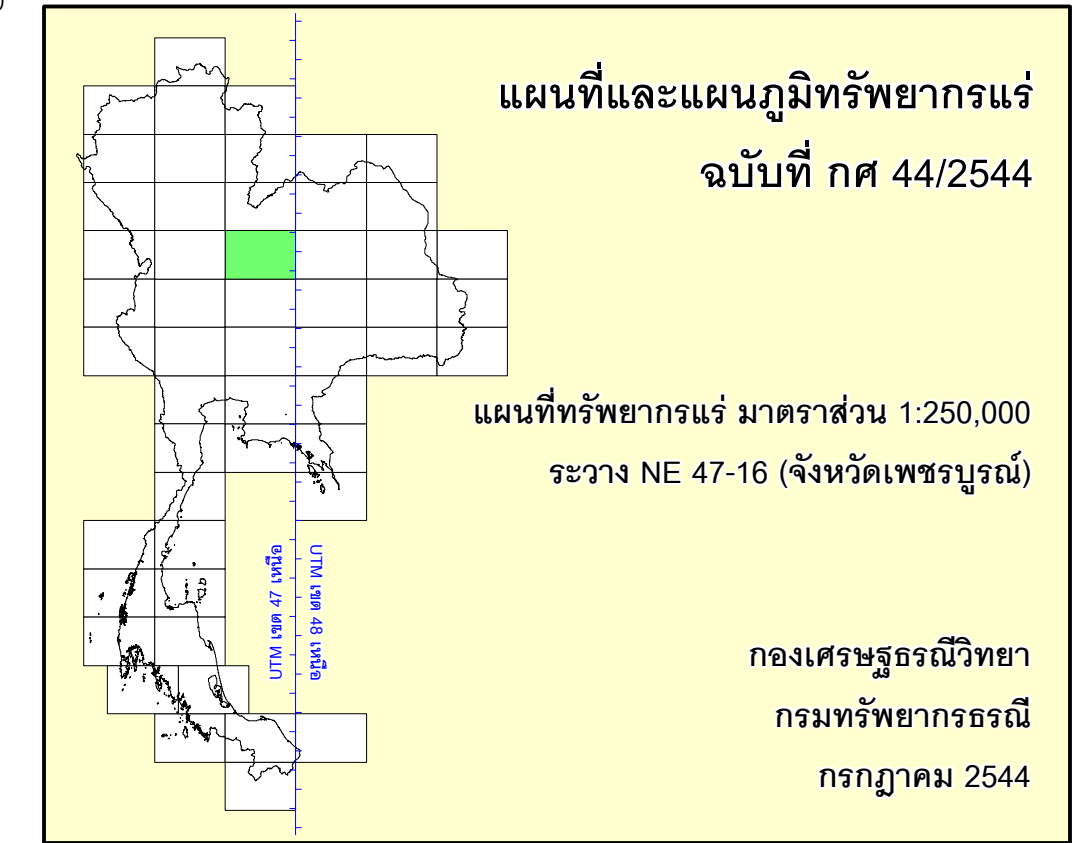 แผนที่และแผนภูมิทรัพยากรแร่
ฉบับที่ กศ 44/2544
แผนที่ทรัพยากรแร่ มาตราส่วน 1:250,000
ระวาง NE 47-16 (จังหวัดเพชรบูรณ์)
UTM เขต 47 เหนือ
UTM เขต 48 เหนือ
กองเศรษฐธรณีวิทยา
กรมทรัพยากรธรณี
กรกฎาคม 2544